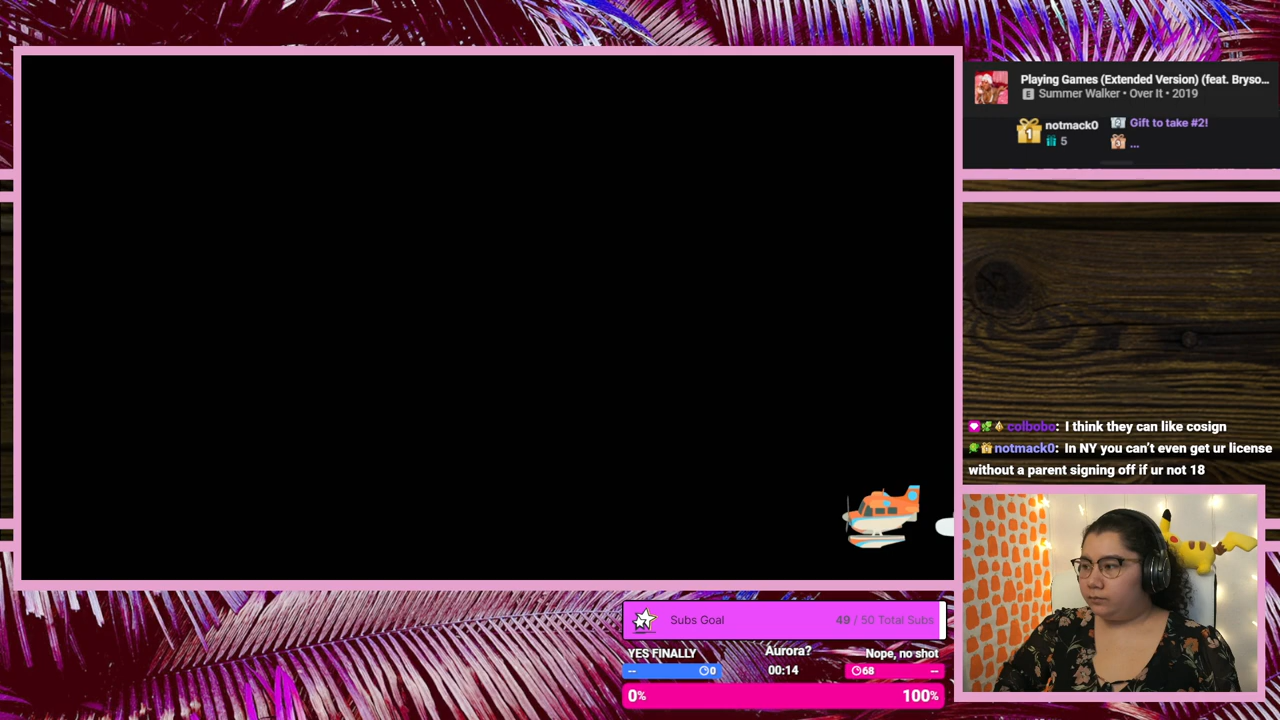 Playing Games (Extended Version) (feat. Bryso...
E Summer Walker • Over It • 2019
1 notmack0 2 Gift to take #2!
5 3 ...
colbobo: I think they can like cosign
notmack0: In NY you can't even get ur license
without a parent signing off if ur not 18
Subs Goal 49 / 50 Total Subs
YES FINALLY Aurora? Nope, no shot
-- 0 00:14 68 --
0% 100%